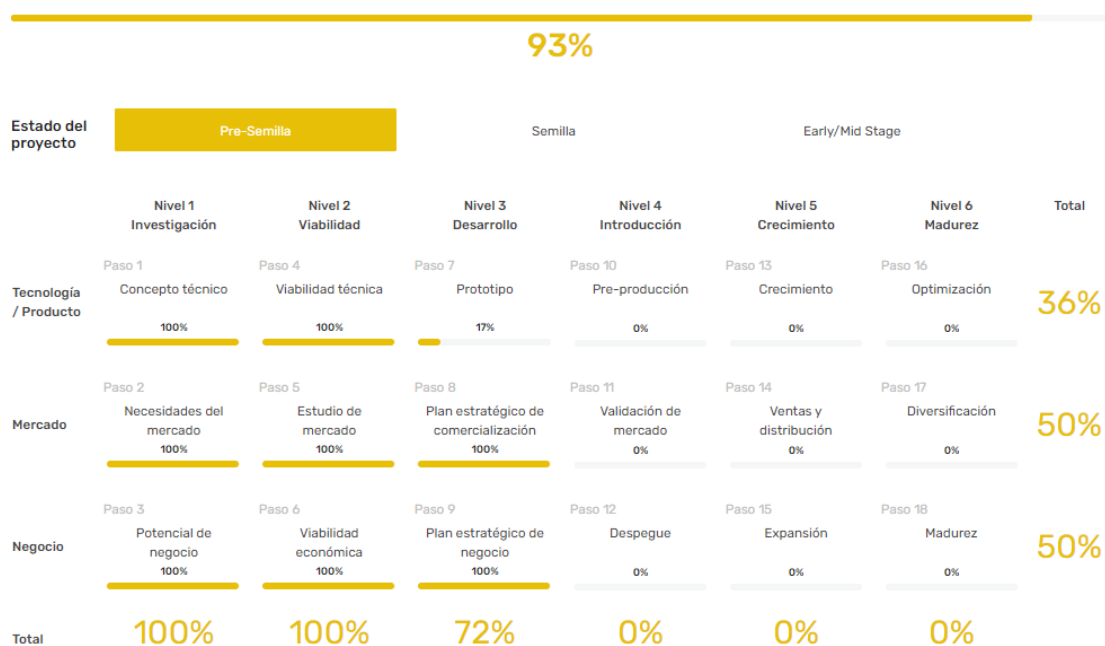 93%
Estado del
proyecto
Pre-Semilla
Semilla
Early/Mid Stage
Nivel 1
Investigación
Nivel 2
Viabilidad
Nivel 3
Desarrollo
Nivel 4
Introducción
Nivel 5
Crecimiento
Nivel 6
Madurez
Total
Tecnología
/ Producto
Paso 1
Concepto técnico
100%
Paso 4
Viabilidad técnica
100%
Paso 7
Prototipo
17%
Paso 10
Pre-producción
0%
Paso 13
Crecimiento
0%
Paso 16
Optimización
0%
36%
Mercado
Paso 2
Necesidades del
mercado
100%
Paso 5
Estudio de
mercado
100%
Paso 8
Plan estratégico de
comercialización
100%
Paso 11
Validación de
mercado
0%
Paso 14
Ventas y
distribución
0%
Paso 17
Diversificación
0%
50%
Negocio
Paso 3
Potencial de
negocio
100%
Paso 6
Viabilidad
económica
100%
Paso 9
Plan estratégico de
negocio
100%
Paso 12
Despegue
0%
Paso 15
Expansión
0%
Paso 18
Madurez
0%
50%
Total
100%
100%
72%
0%
0%
0%